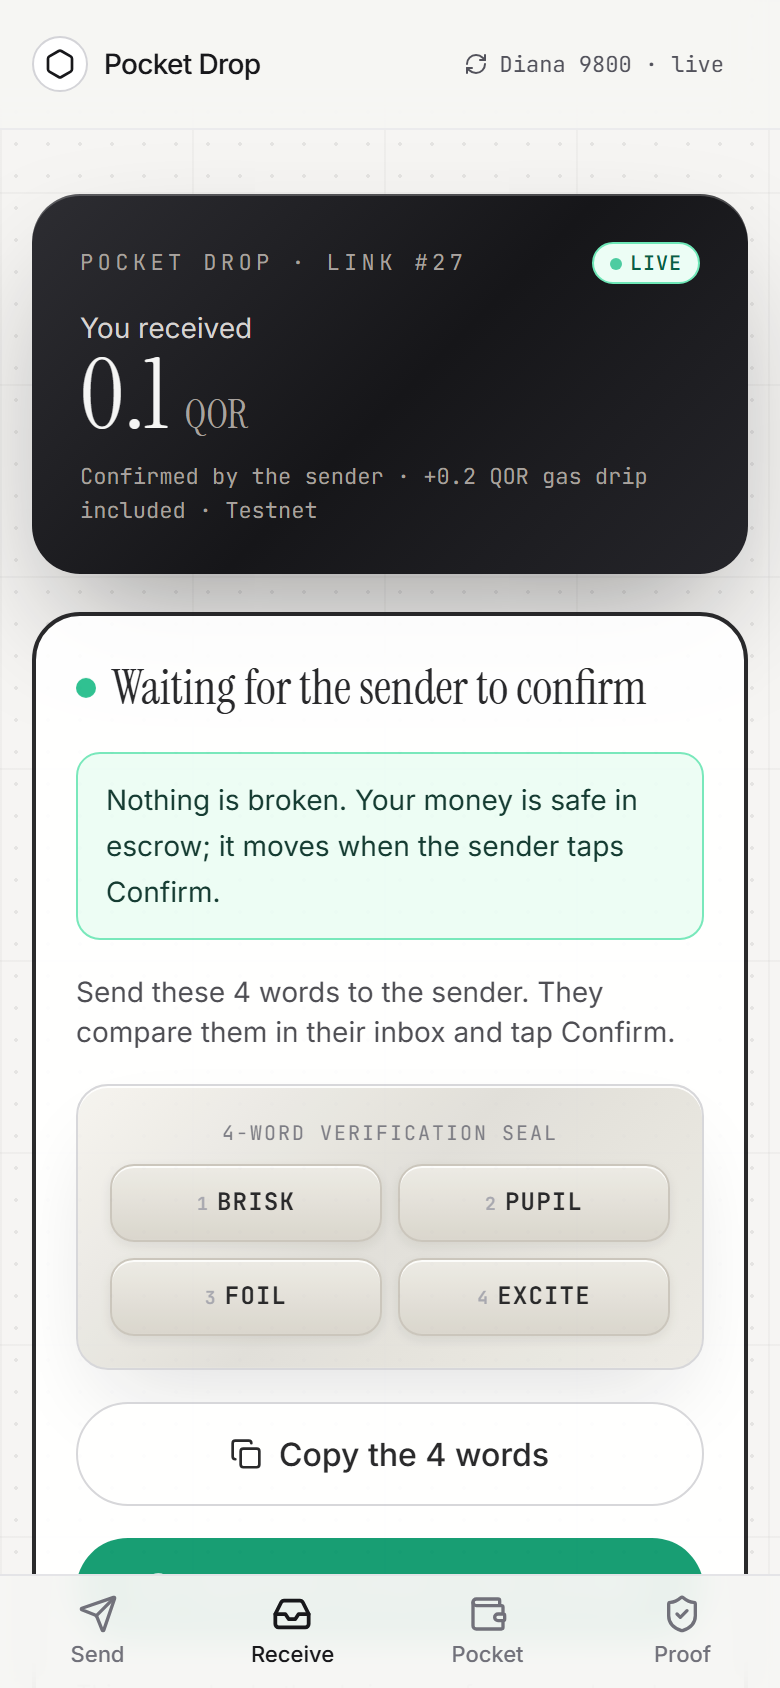 Pocket Drop
Diana 9800 · live
POCKET DROP · LINK #27
LIVE
You received
0.1 QOR
Confirmed by the sender · +0.2 QOR gas drip
included · Testnet
Waiting for the sender to confirm
Nothing is broken. Your money is safe in
escrow; it moves when the sender taps
Confirm.
Send these 4 words to the sender. They
compare them in their inbox and tap Confirm.
4-WORD VERIFICATION SEAL
1 BRISK
2 PUPIL
3 FOIL
4 EXCITE
Copy the 4 words
Send
Receive
Pocket
Proof